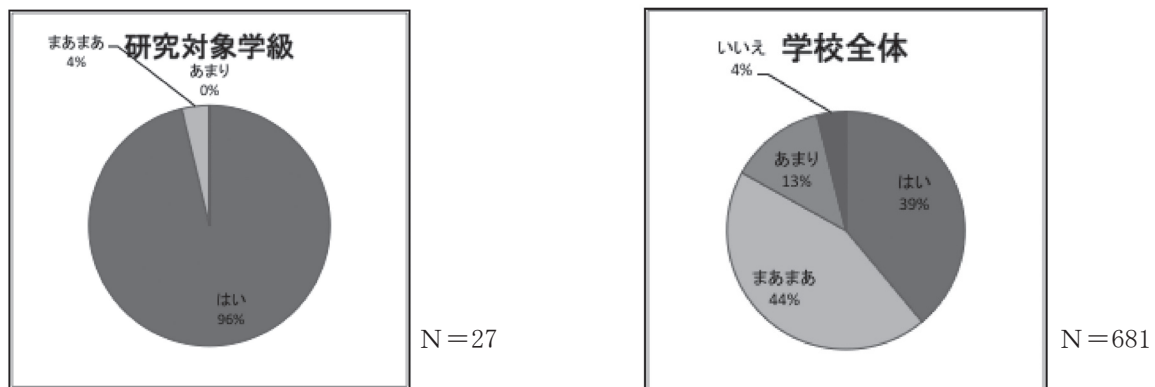 研究対象学級
まあまあ
4%
あまり
0%
はい
96%
N=27
学校全体
いいえ
4%
あまり
13%
はい
39%
まあまあ
44%
N=681